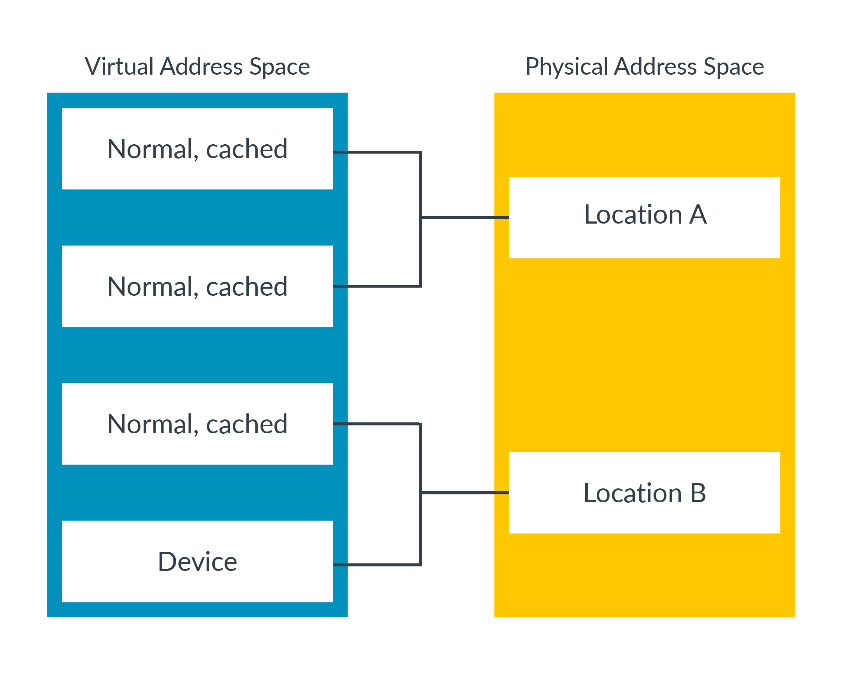 Virtual Address Space
Physical Address Space
Normal, cached
Location A
Normal, cached
Normal, cached
Location B
Device